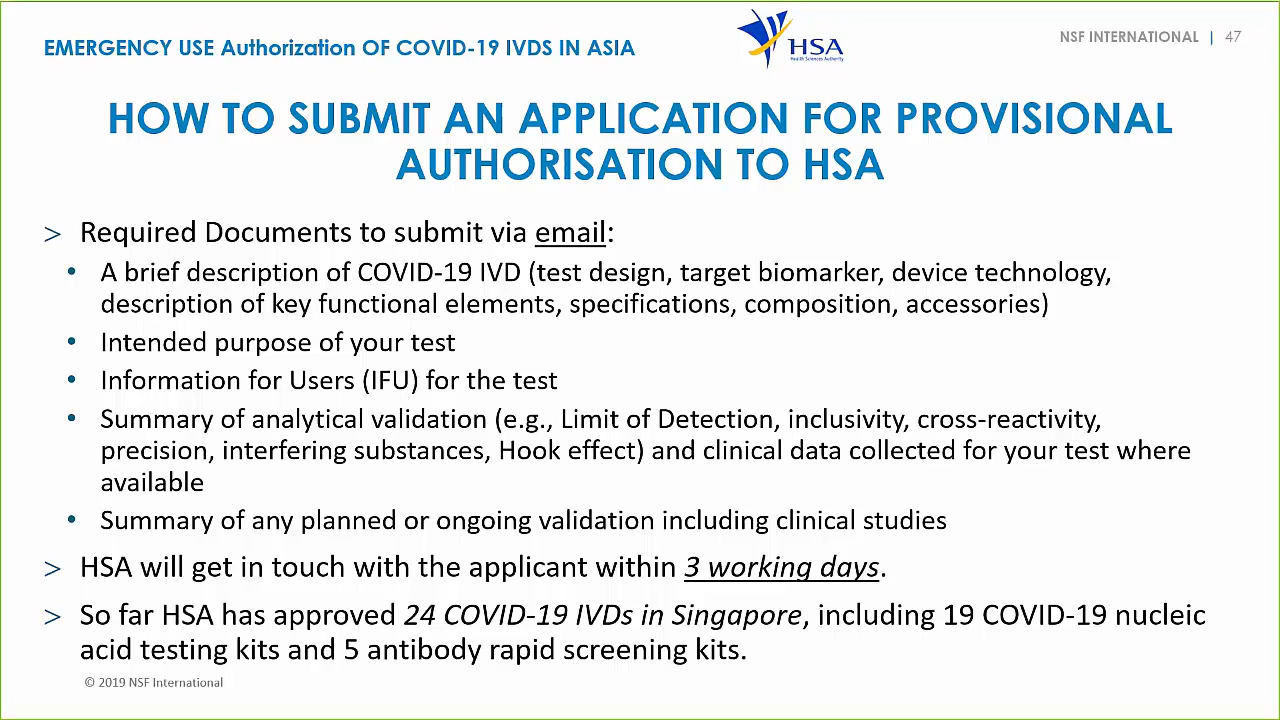 EMERGENCY USE Authorization OF COVID-19 IVDS IN ASIA
HSA
Health Sciences Authority
NSF INTERNATIONAL | 47
HOW TO SUBMIT AN APPLICATION FOR PROVISIONAL
AUTHORISATION TO HSA
> Required Documents to submit via email:
• A brief description of COVID-19 IVD (test design, target biomarker, device technology,
description of key functional elements, specifications, composition, accessories)
• Intended purpose of your test
• Information for Users (IFU) for the test
• Summary of analytical validation (e.g., Limit of Detection, inclusivity, cross-reactivity,
precision, interfering substances, Hook effect) and clinical data collected for your test where
available
• Summary of any planned or ongoing validation including clinical studies
> HSA will get in touch with the applicant within 3 working days.
> So far HSA has approved 24 COVID-19 IVDs in Singapore, including 19 COVID-19 nucleic
acid testing kits and 5 antibody rapid screening kits.
© 2019 NSF International